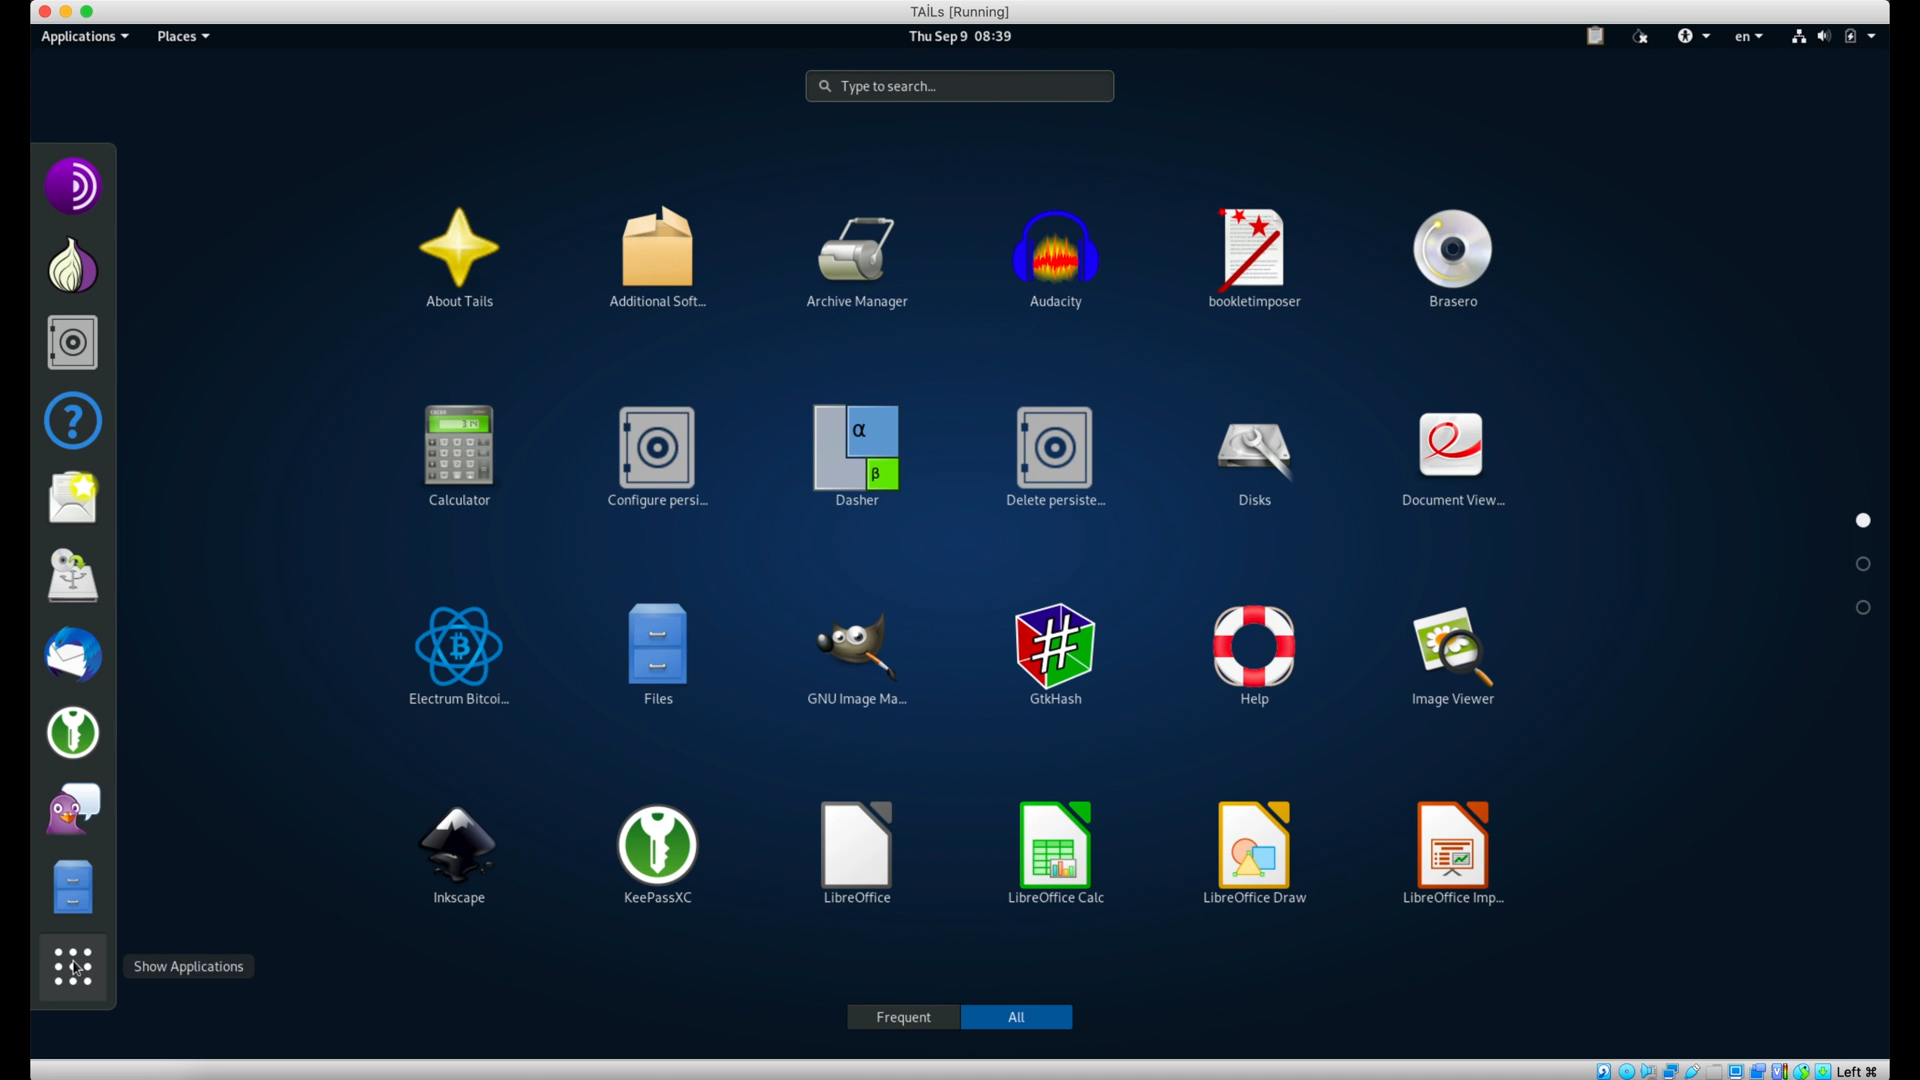 TAİLs [Running]
Applications Places Thu Sep 9 08:39 en
Type to search...
About Tails Additional Soft... Archive Manager Audacity bookletimposer Brasero
Calculator Configure persi... Dasher Delete persiste... Disks Document View...
Electrum Bitcoi... Files GNU Image Ma... GtkHash Help Image Viewer
Inkscape KeePassXC LibreOffice LibreOffice Calc LibreOffice Draw LibreOffice Imp...
Show Applications
Frequent All
Left ⌘